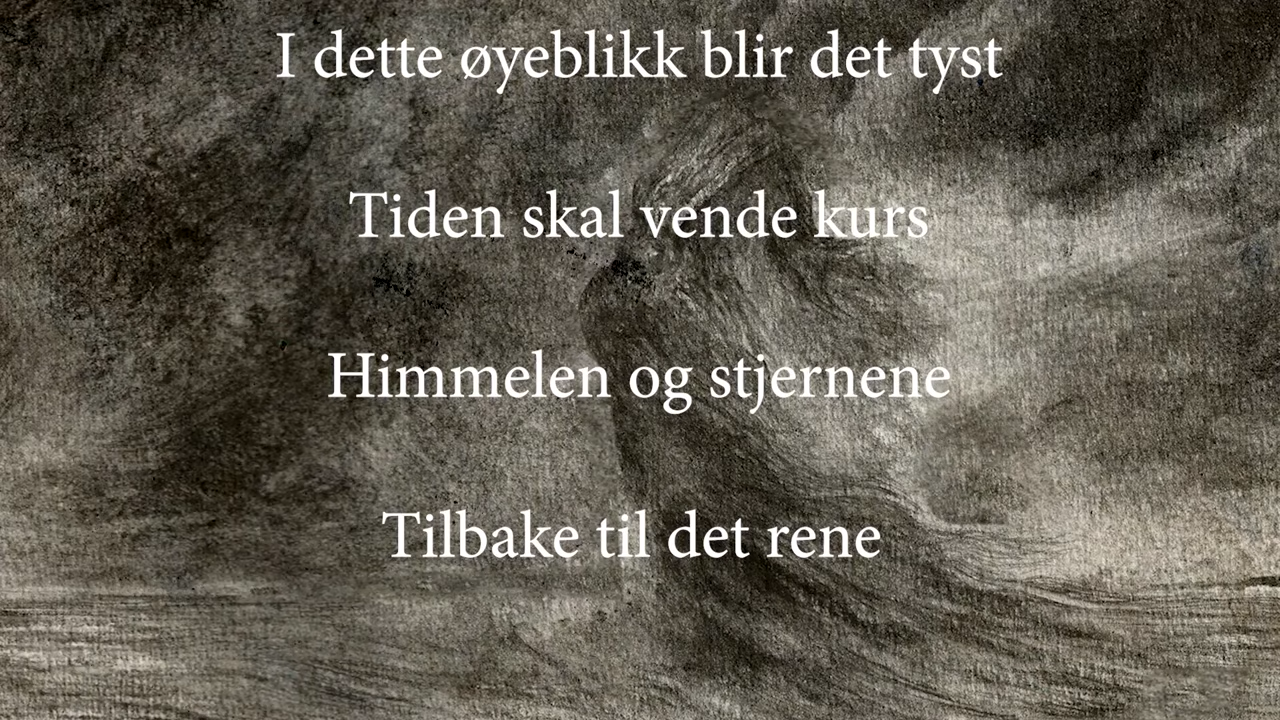 I dette øyeblikk blir det tyst
Tiden skal vende kurs
Himmelen og stjernene
Tilbake til det rene